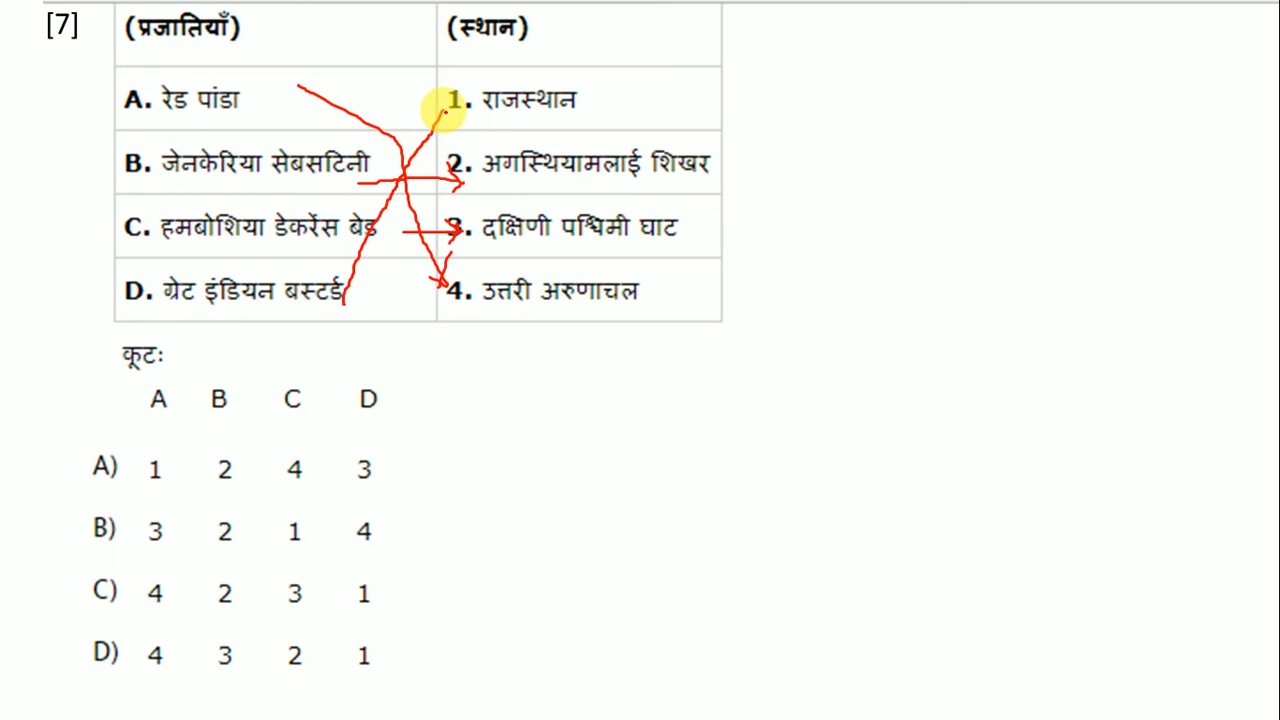 [7] (प्रजातियाँ) (स्थान)
A. रेड पांडा 1. राजस्थान
B. जेनकेरिया सेबसटिनी 2. अगस्थियामलाई शिखर
C. हमबोशिया डेकरेंस बेड 3. दक्षिणी पश्चिमी घाट
D. ग्रेट इंडियन बस्टर्ड 4. उत्तरी अरुणाचल
कूटः
A B C D
A) 1 2 4 3
B) 3 2 1 4
C) 4 2 3 1
D) 4 3 2 1